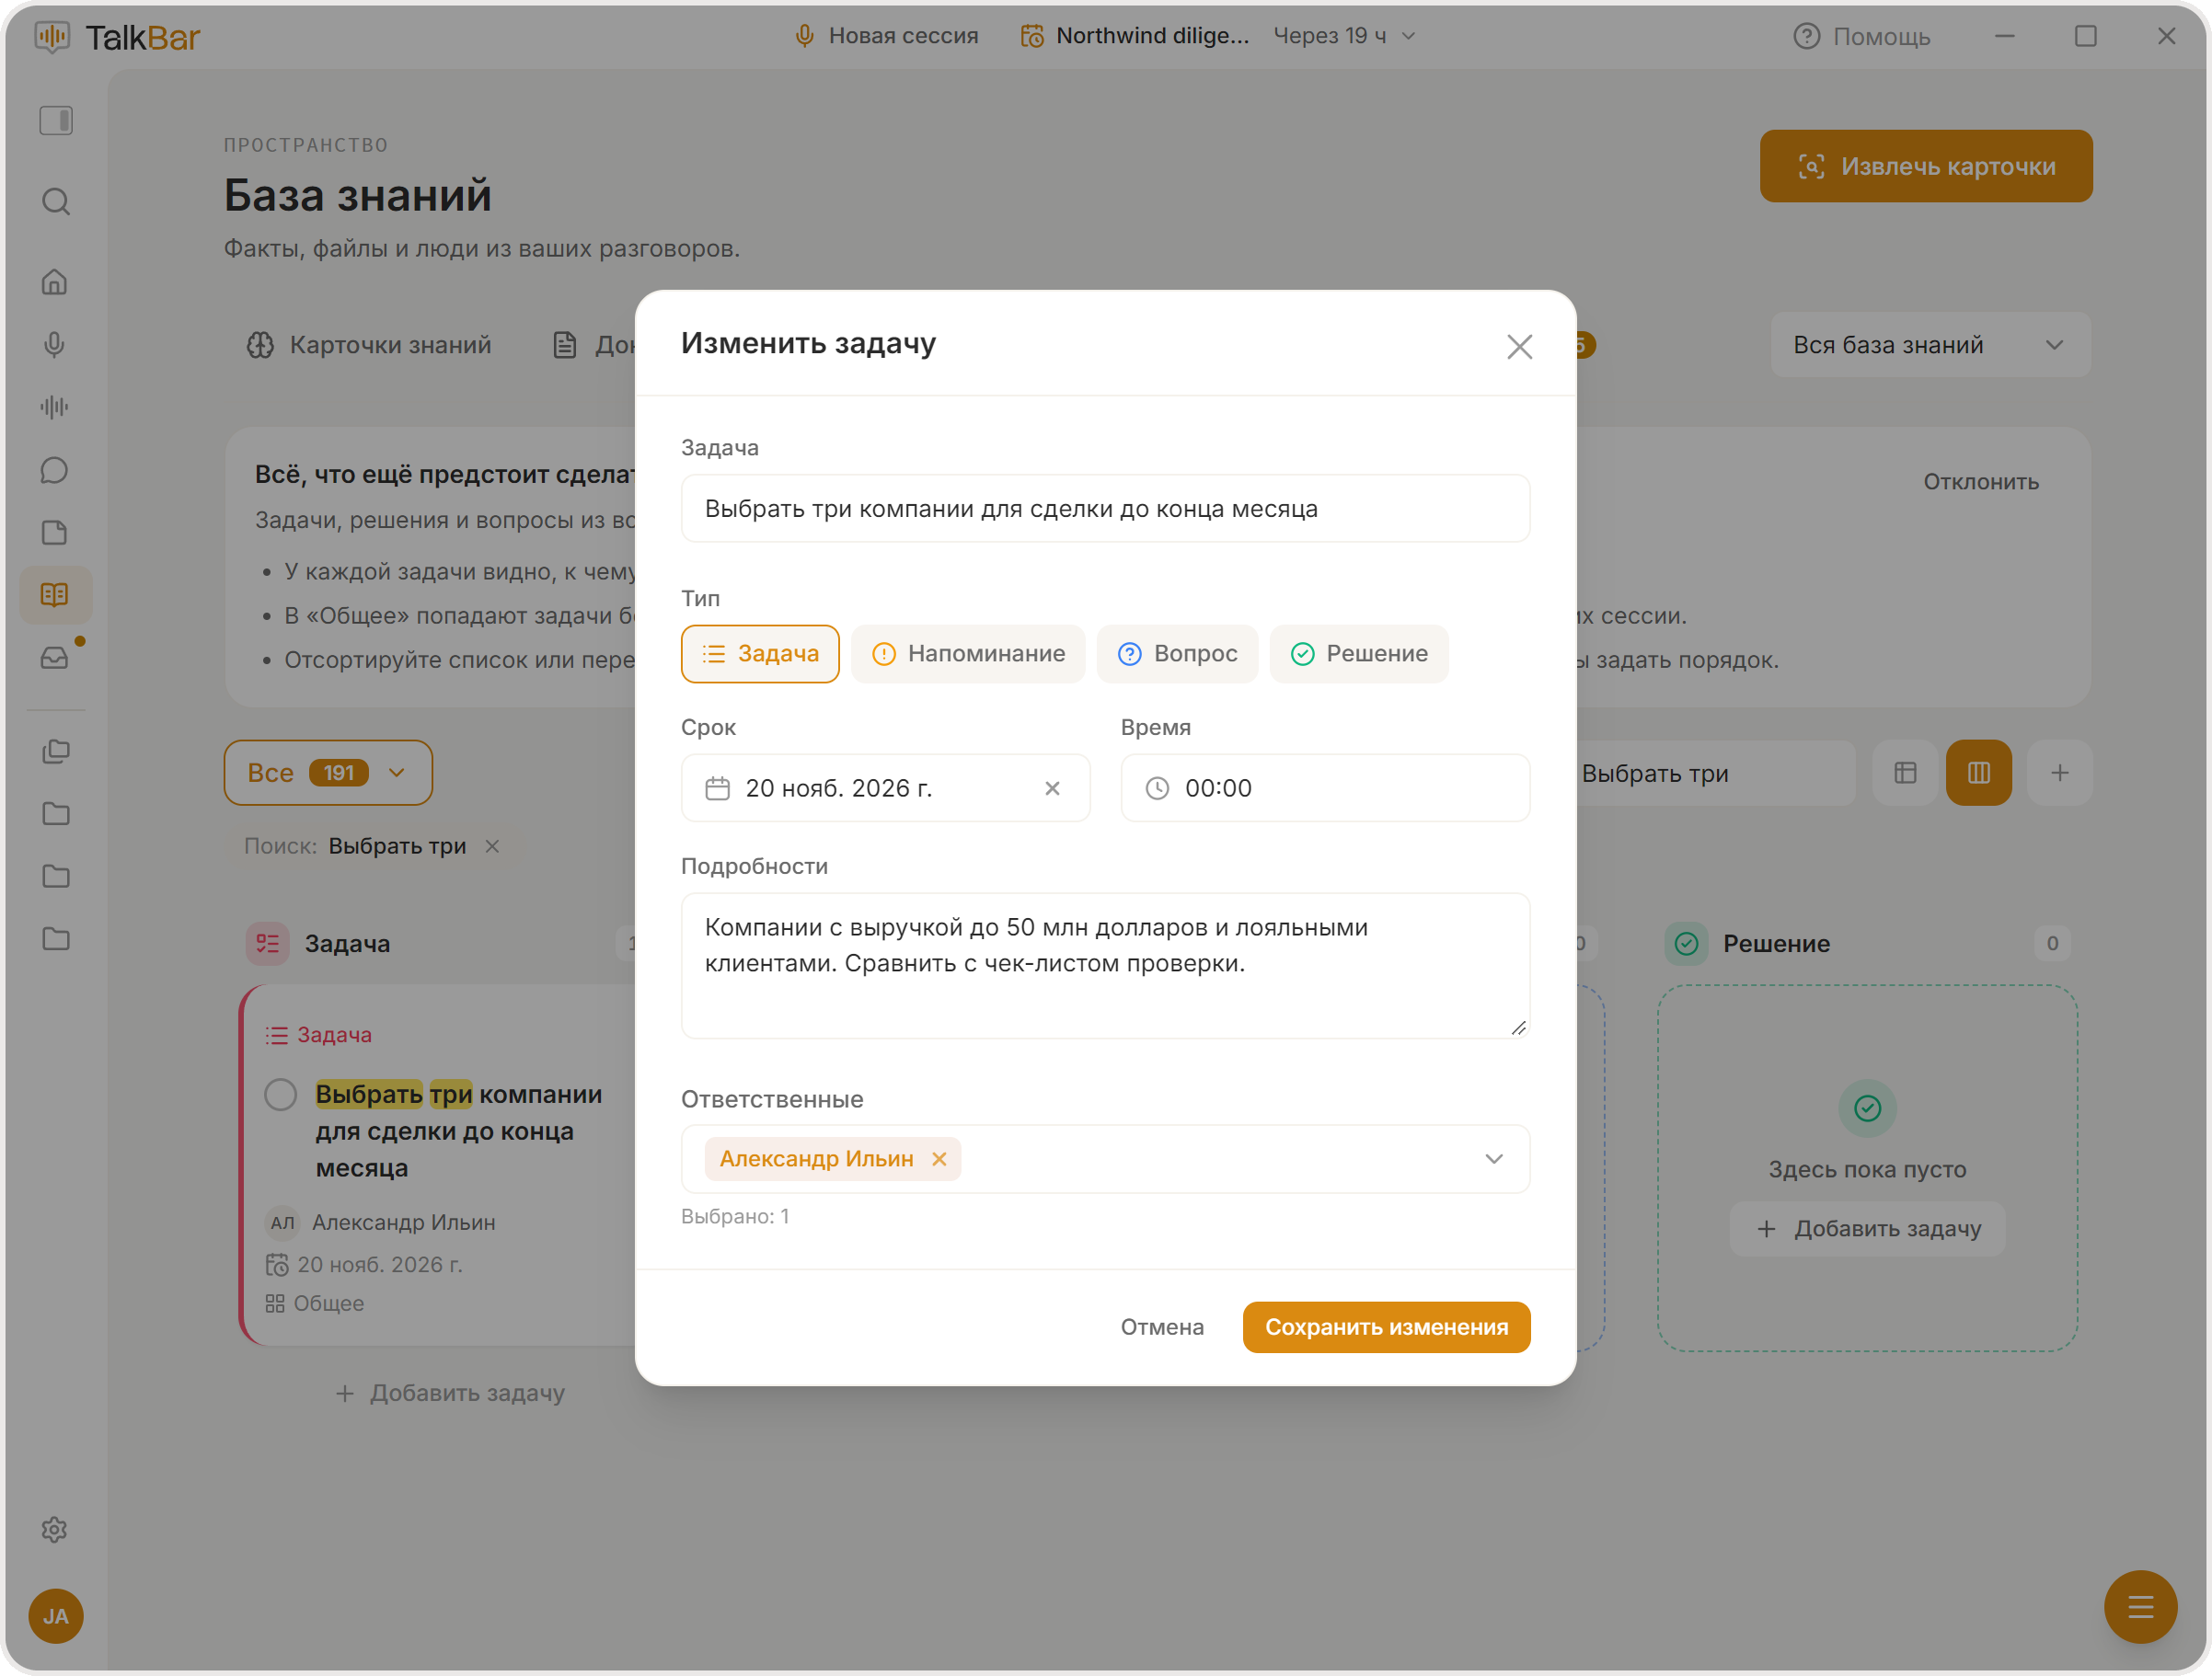 TalkBar
Новая сессия
Northwind dilige...
Через 19 ч
Помощь
ПРОСТРАНСТВО
База знаний
Факты, файлы и люди из ваших разговоров.
Извлечь карточки
Карточки знаний
Вся база знаний
Всё, что ещё предстоит
Отклонить
Задачи, решения и вопросы из
У каждой задачи видно, к чему
В «Общее» попадают задачи
сессии.
Отсортируйте список или
задать порядок.
Все 191
Выбрать три
Поиск: Выбрать три
Задача
Решение
0
Задача
Выбрать три компании
для сделки до конца
месяца
АЛ Александр Ильин
20 нояб. 2026 г.
Общее
Добавить задачу
Здесь пока пусто
Добавить задачу
JA
Изменить задачу
Задача
Выбрать три компании для сделки до конца месяца
Тип
Задача
Напоминание
Вопрос
Решение
Срок
Время
20 нояб. 2026 г.
00:00
Подробности
Компании с выручкой до 50 млн долларов и лояльными
клиентами. Сравнить с чек-листом проверки.
Ответственные
Александр Ильин
Выбрано: 1
Отмена
Сохранить изменения